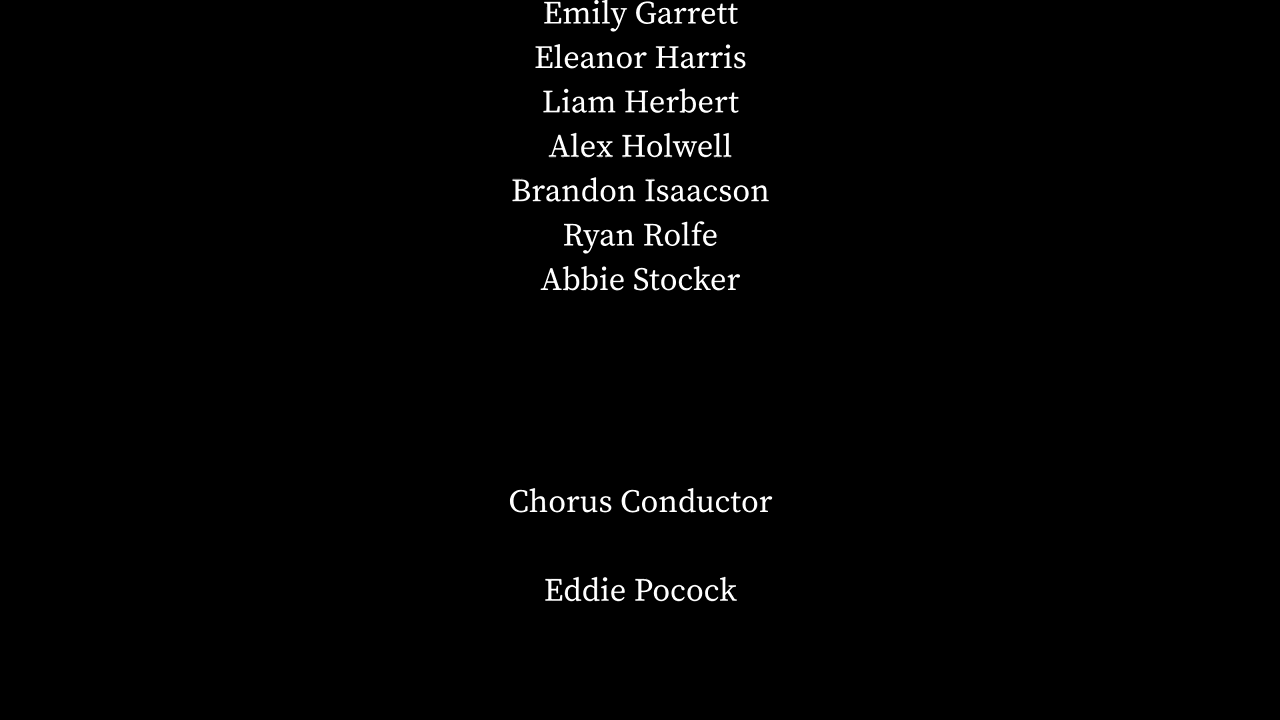 Emily Garrett
Eleanor Harris
Liam Herbert
Alex Holwell
Brandon Isaacson
Ryan Rolfe
Abbie Stocker
Chorus Conductor
Eddie Pocock